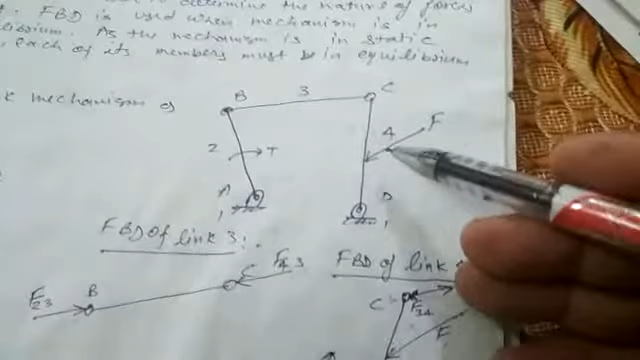 determine the nature of forces
FBD is used when mechanism is in
As the mechanism is in static
each of its members must be in equilibrium
mechanism of
B 3 C
2 T
4 F
A
1
D
1
FBD Of link 3:
F23 B
C F43
FBD of link
C F34
F